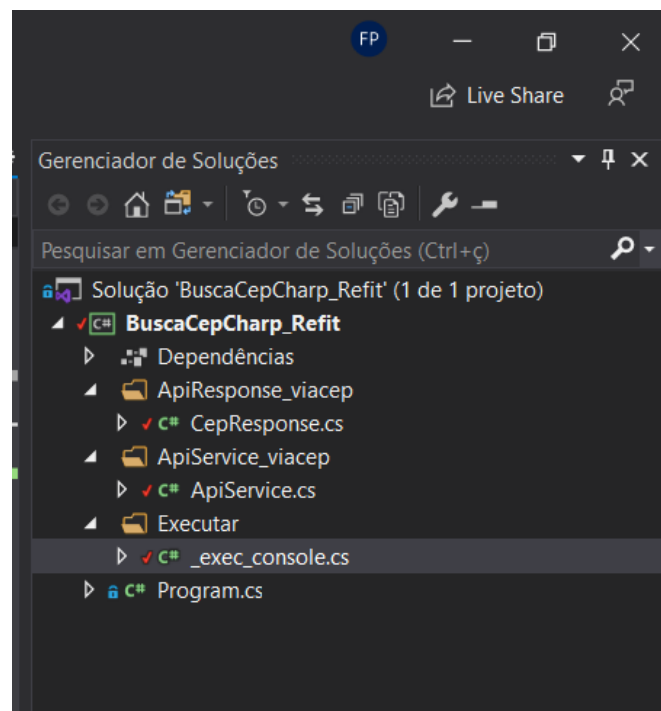 FP
Live Share
Gerenciador de Soluções
Pesquisar em Gerenciador de Soluções (Ctrl+ç)
Solução 'BuscaCepCharp_Refit' (1 de 1 projeto)
C# BuscaCepCharp_Refit
Dependências
ApiResponse_viacep
C# CepResponse.cs
ApiService_viacep
C# ApiService.cs
Executar
C# _exec_console.cs
C# Program.cs